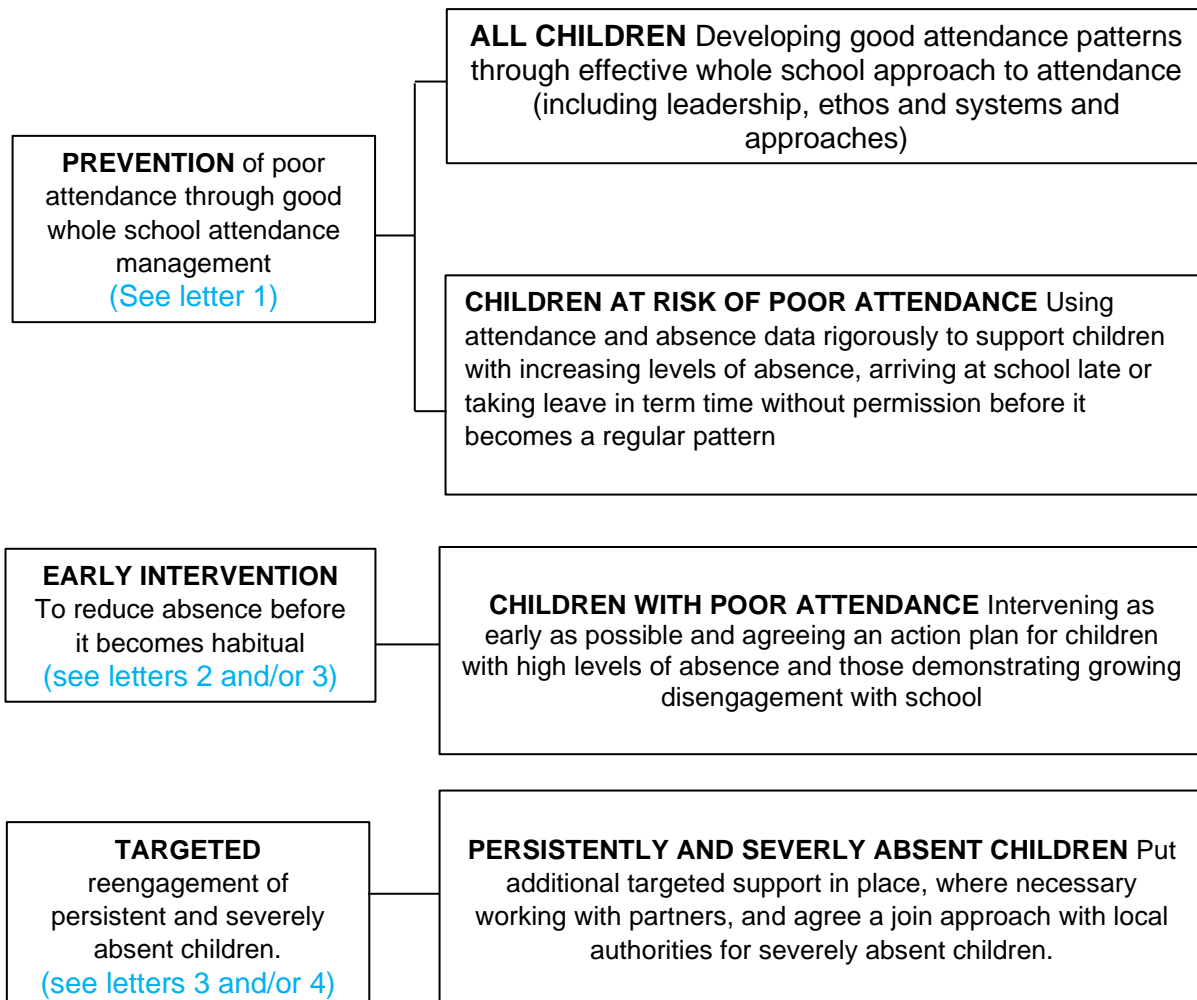 PREVENTION of poor
attendance through good
whole school attendance
management
(See letter 1)
ALL CHILDREN Developing good attendance patterns
through effective whole school approach to attendance
(including leadership, ethos and systems and
approaches)
CHILDREN AT RISK OF POOR ATTENDANCE Using
attendance and absence data rigorously to support children
with increasing levels of absence, arriving at school late or
taking leave in term time without permission before it
becomes a regular pattern
EARLY INTERVENTION
To reduce absence before
it becomes habitual
(see letters 2 and/or 3)
CHILDREN WITH POOR ATTENDANCE Intervening as
early as possible and agreeing an action plan for children
with high levels of absence and those demonstrating growing
disengagement with school
TARGETED
reengagement of
persistent and severely
absent children.
(see letters 3 and/or 4)
PERSISTENTLY AND SEVERLY ABSENT CHILDREN Put
additional targeted support in place, where necessary
working with partners, and agree a join approach with local
authorities for severely absent children.